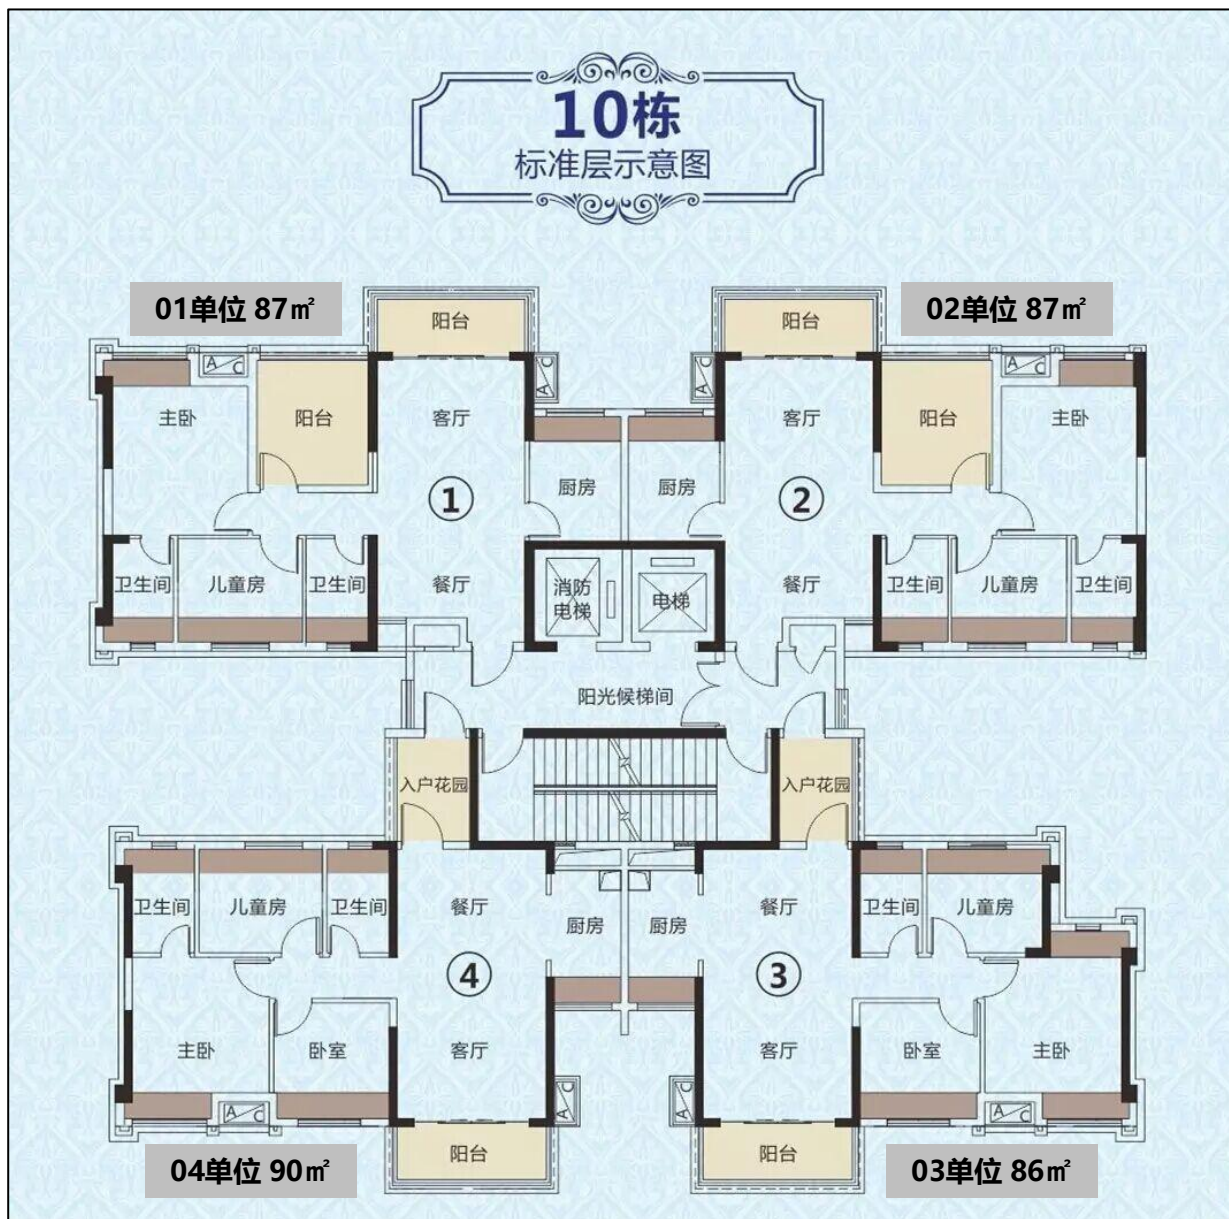 10栋
标准层示意图
01单位 87㎡
02单位 87㎡
阳台
阳台
A C
A C
A C
A C
主卧
阳台
客厅
客厅
阳台
主卧
①
厨房
厨房
②
卫生间
儿童房
卫生间
餐厅
消防
电梯
电梯
餐厅
卫生间
儿童房
卫生间
阳光候梯间
入户花园
入户花园
卫生间
儿童房
卫生间
餐厅
厨房
厨房
餐厅
卫生间
儿童房
④
③
主卧
卧室
客厅
客厅
卧室
主卧
A C
A C
A C
A C
阳台
阳台
04单位 90㎡
03单位 86㎡